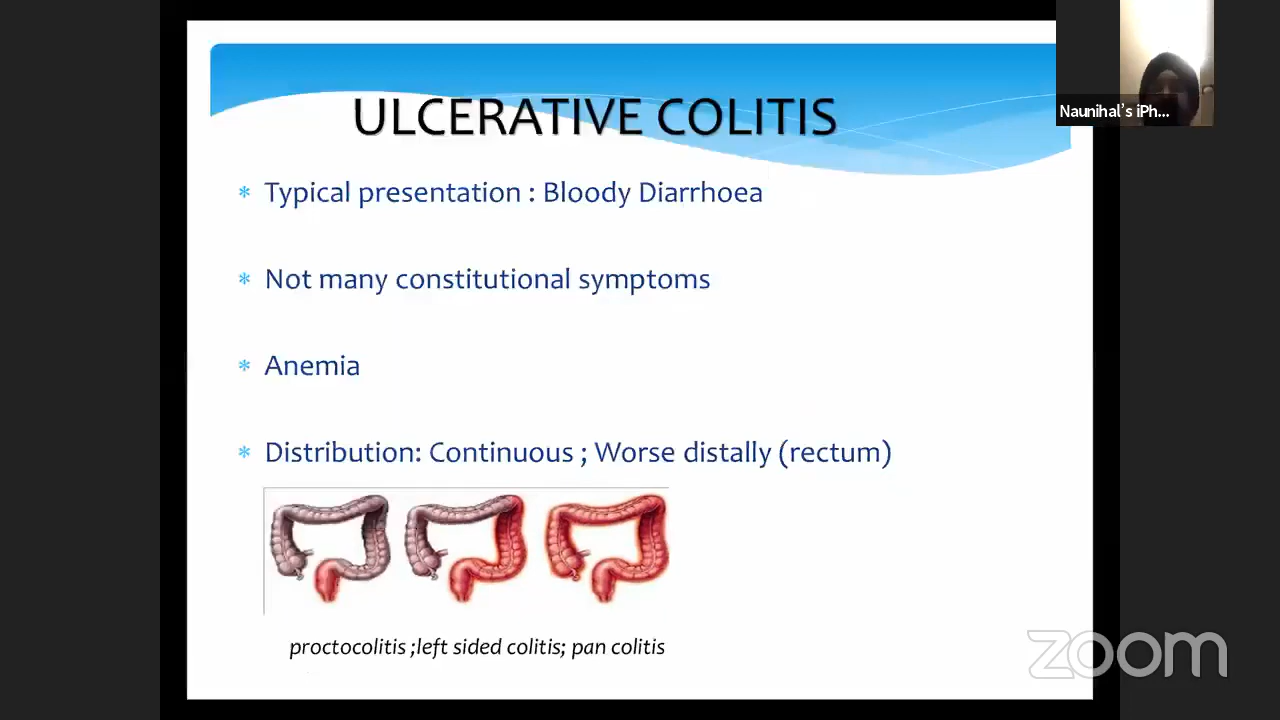 ULCERATIVE COLITIS
Naunihal's iPh...
* Typical presentation : Bloody Diarrhoea
* Not many constitutional symptoms
* Anemia
* Distribution: Continuous ; Worse distally (rectum)
proctocolitis ;left sided colitis; pan colitis
zoom